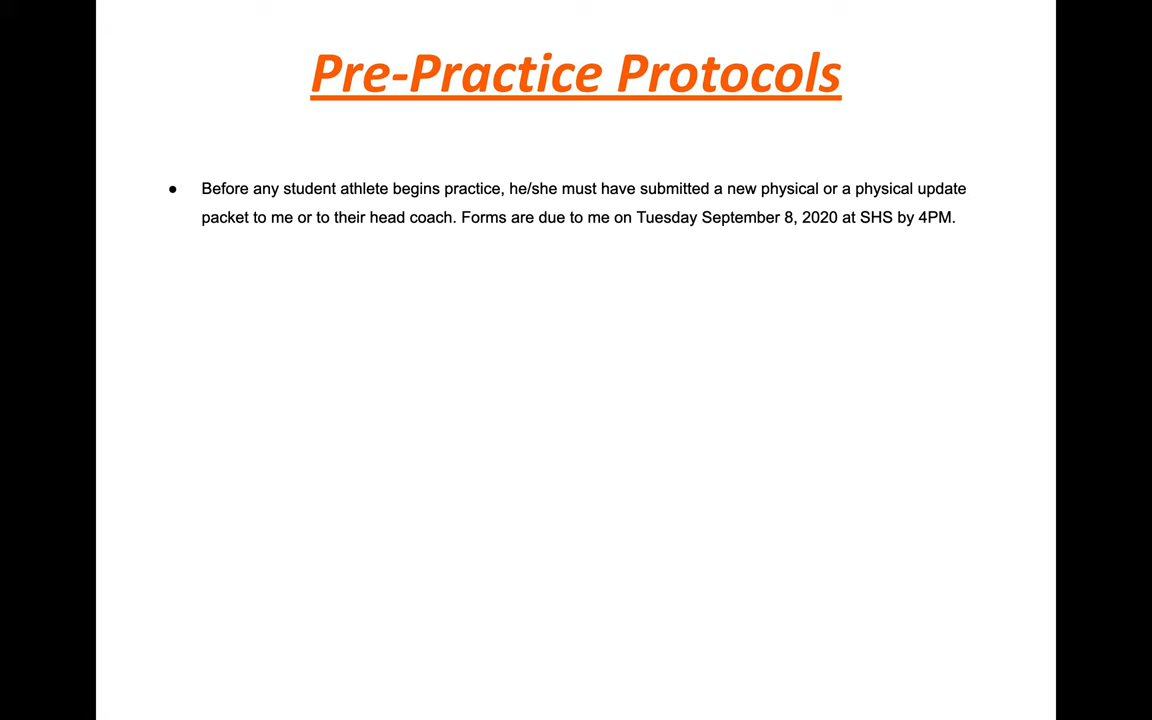 Pre-Practice Protocols
● Before any student athlete begins practice, he/she must have submitted a new physical or a physical update
packet to me or to their head coach. Forms are due to me on Tuesday September 8, 2020 at SHS by 4PM.